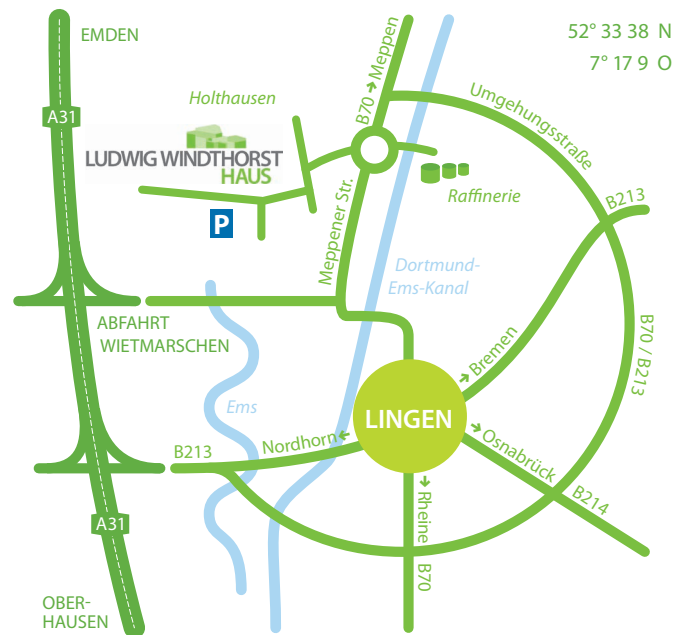 52° 33 38 N
7° 17 9 O
EMDEN
A31
Holthausen
B70 → Meppen
Umgehungsstraße
LUDWIG WINDTHORST
HAUS
P
Raffinerie
B213
Meppener Str.
Dortmund-
Ems-Kanal
ABFAHRT
WIETMARSCHEN
B70 / B213
→ Bremen
Ems
LINGEN
B213
Nordhorn ←
→ Osnabrück
B214
→ Rheine
B70
A31
OBER-
HAUSEN